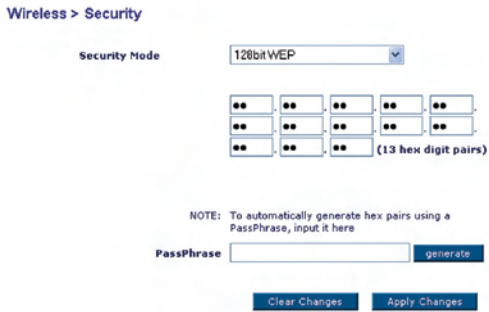 Wireless > Security
Security Mode 128bit WEP
•• . •• . •• . •• . •• .
•• . •• . •• . •• . •• .
•• . •• . •• (13 hex digit pairs)
NOTE: To automatically generate hex pairs using a
PassPhrase, input it here
PassPhrase generate
Clear Changes Apply Changes